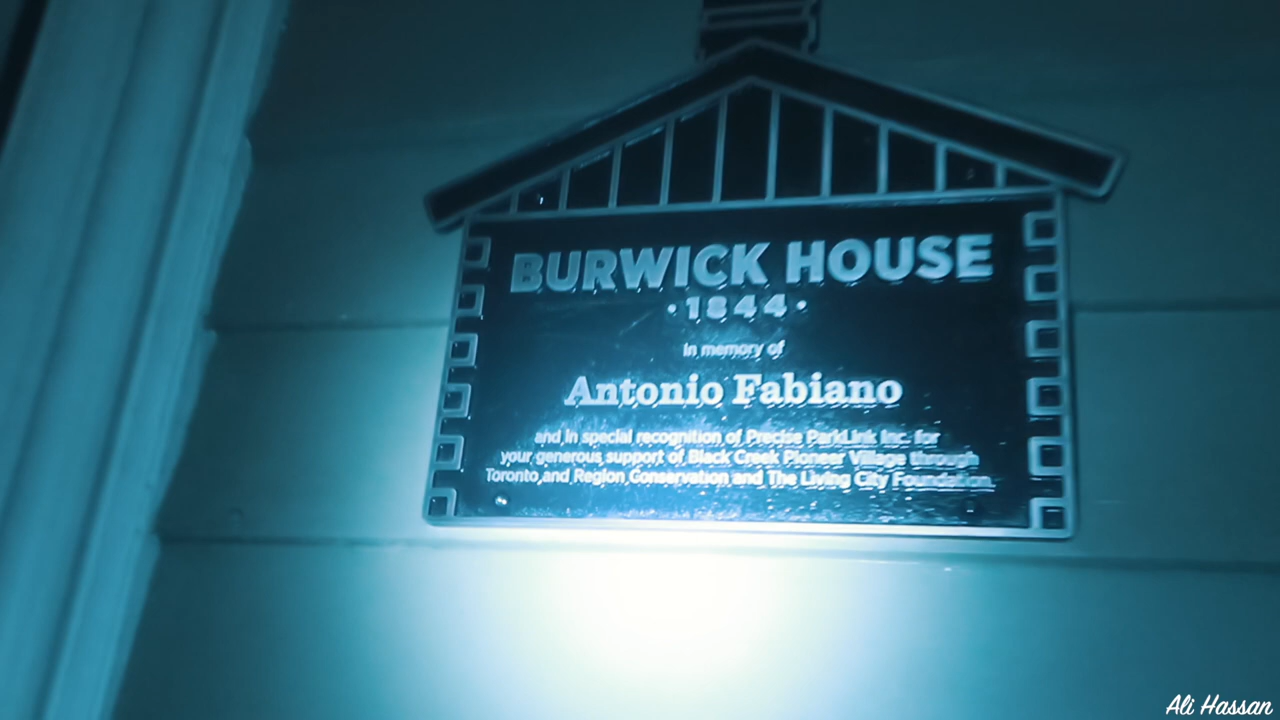 BURWICK HOUSE
·1844·
In memory of
Antonio Fabiano
and in special recognition of Precise ParkLink Inc. for
your generous support of Black Creek Pioneer Village through
Toronto and Region Conservation and The Living City Foundation.
Ali Hassan